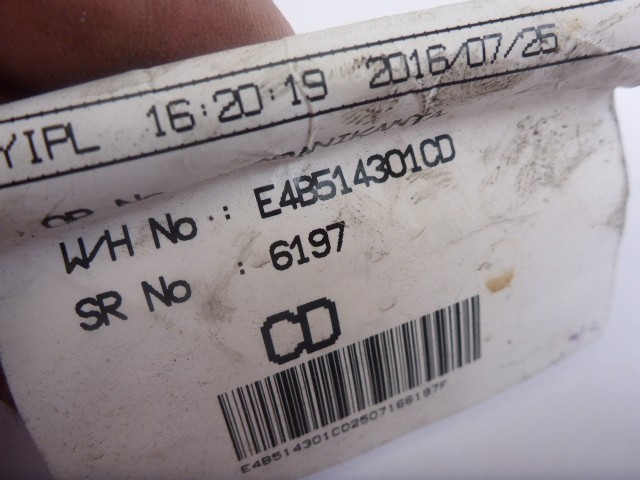 YIPL 16:20:19 2016/07/25
W/H No : E4B514301CD
SR No : 6197
CD
E4B514301CD2507166197F